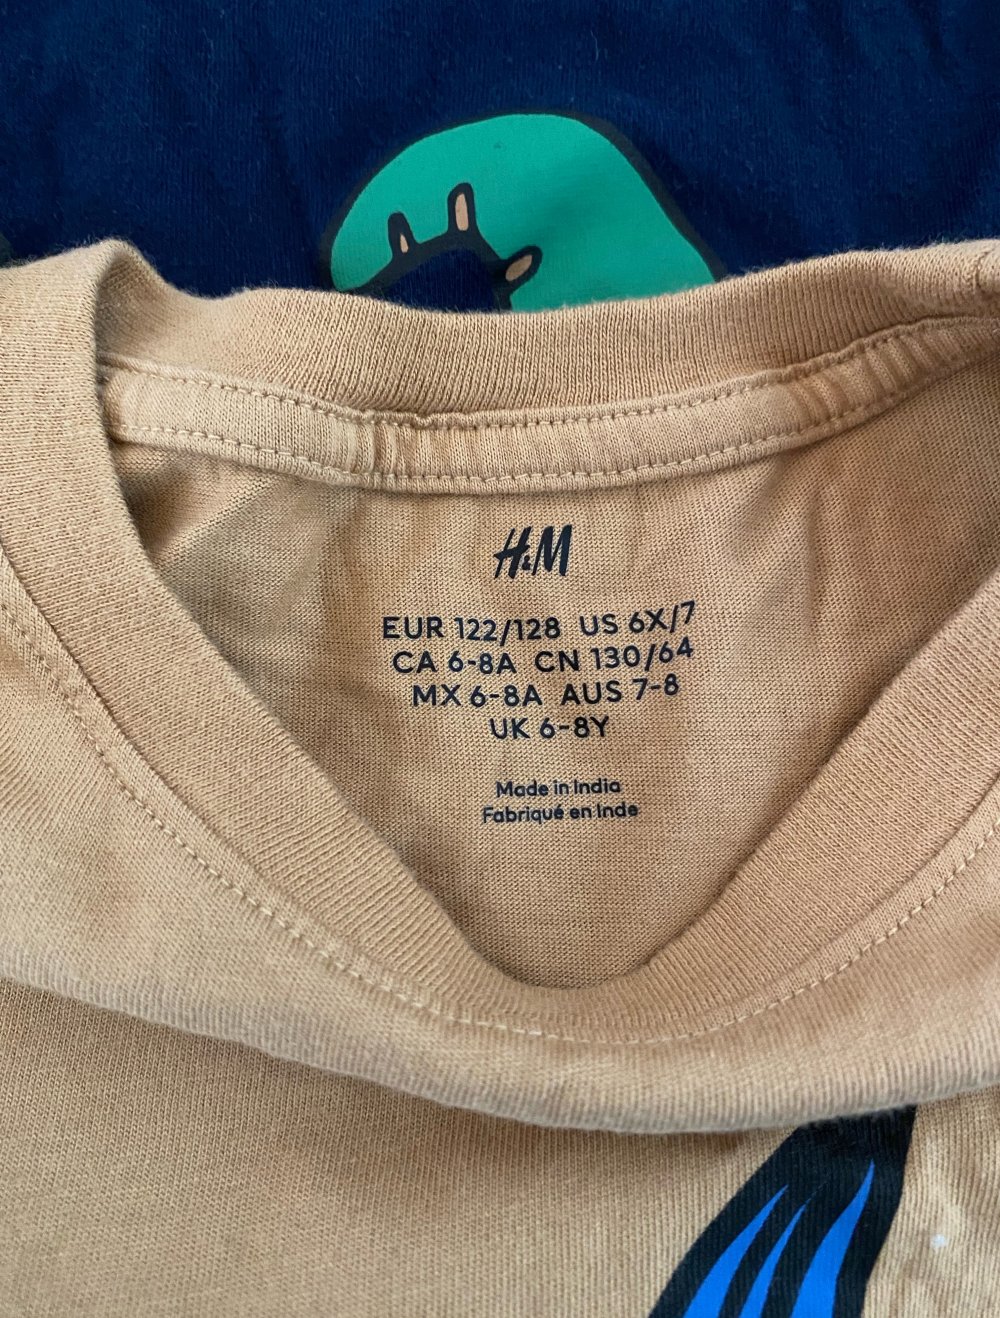 H&M
EUR 122/128 US 6X/7
CA 6-8A CN 130/64
MX 6-8A AUS 7-8
UK 6-8Y
Made in India
Fabriqué en Inde